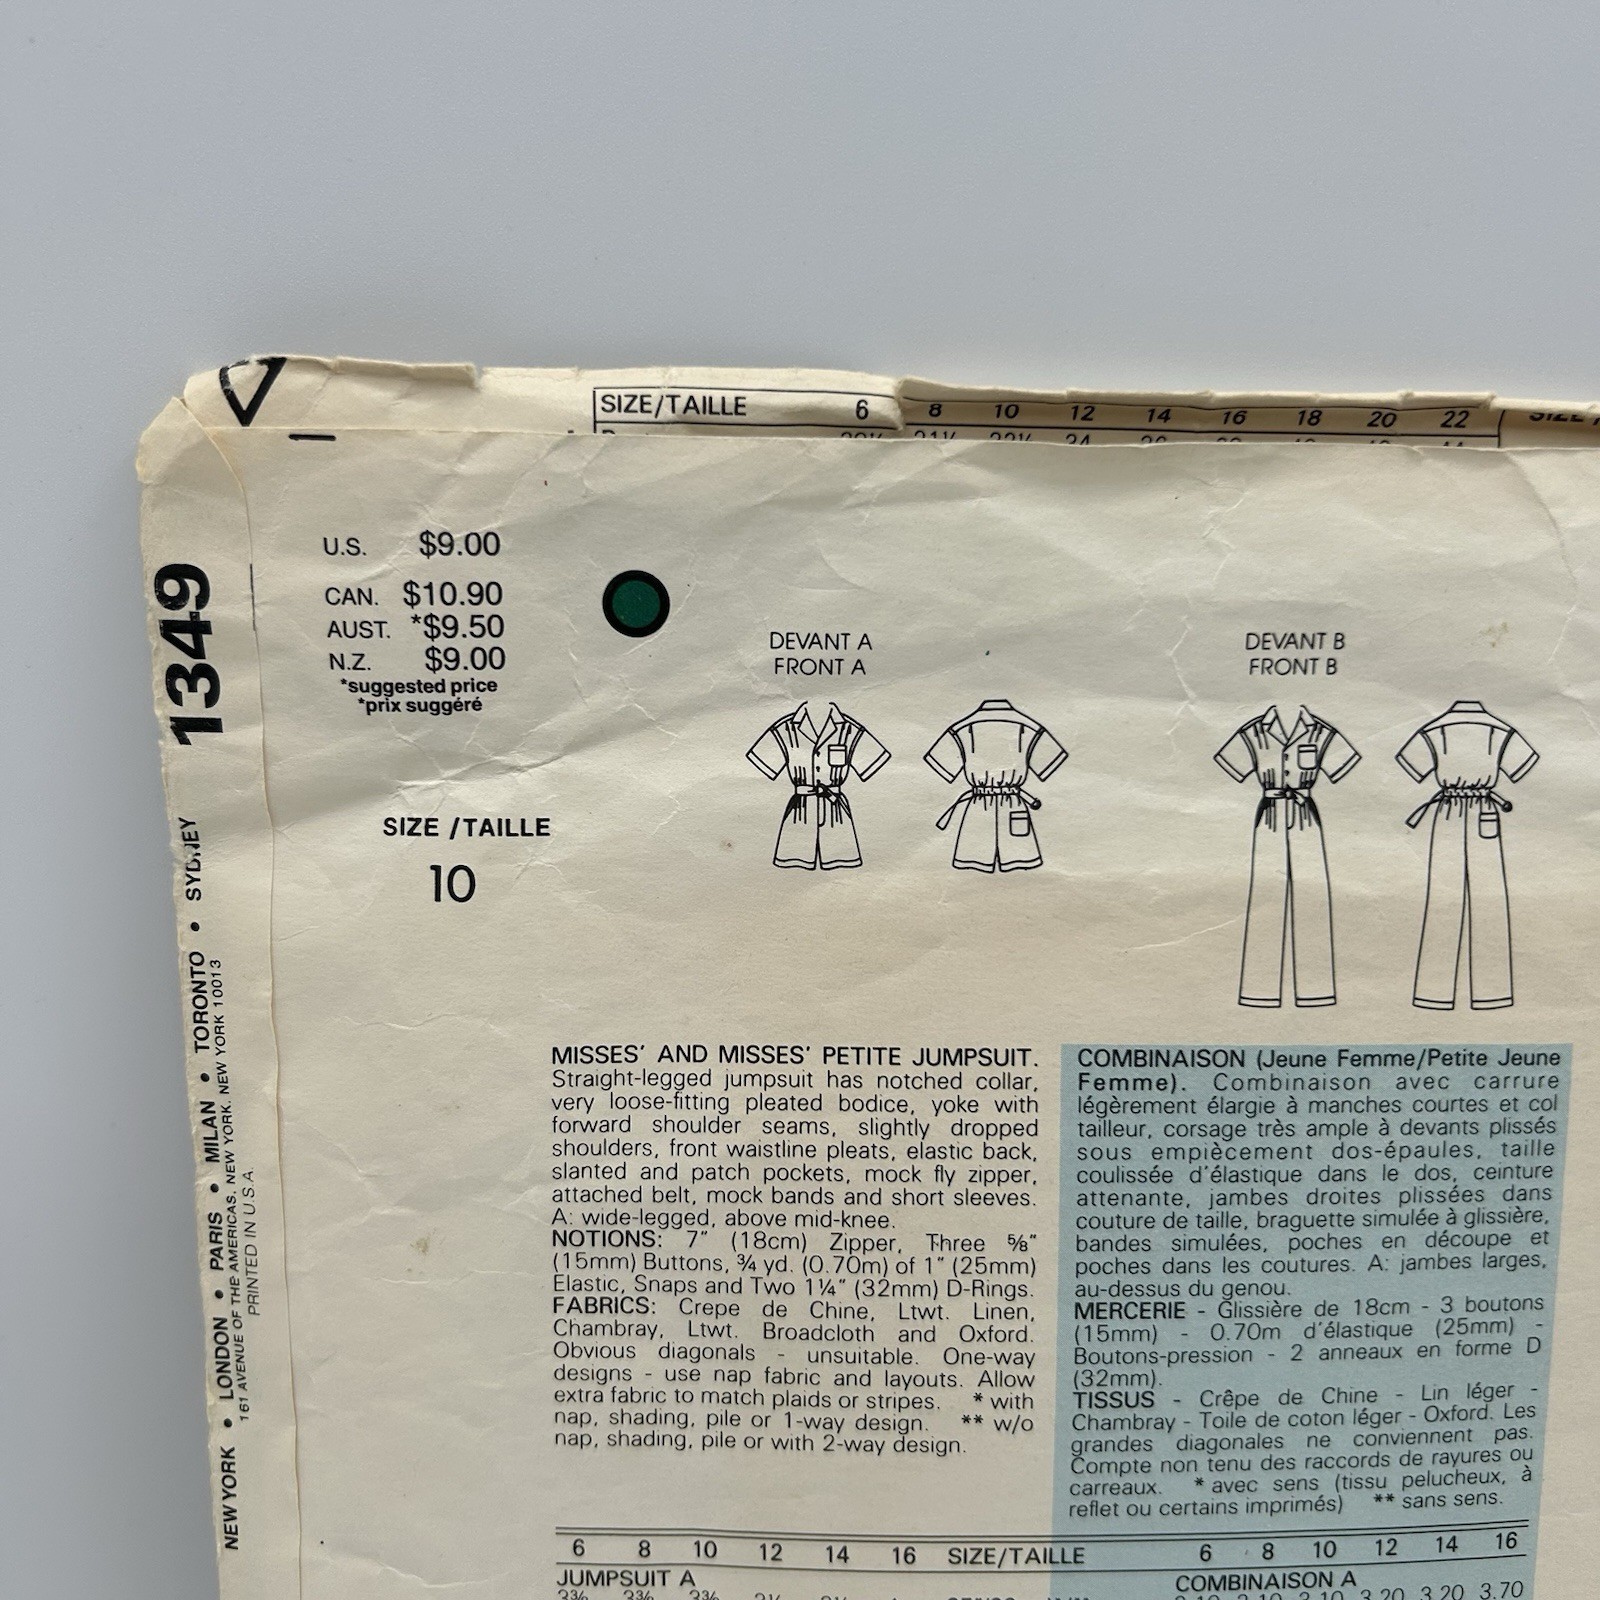 SIZE/TAILLE 6 8 10 12 14 16 18 20 22
1349
NEW YORK • LONDON • PARIS • MILAN • TORONTO • SYDNEY
161 AVENUE OF THE AMERICAS, NEW YORK, NEW YORK 10013
PRINTED IN U.S.A.
U.S. $9.00
CAN. $10.90
AUST. *$9.50
N.Z. $9.00
*suggested price
*prix suggéré
SIZE /TAILLE
10
DEVANT A
FRONT A
DEVANT B
FRONT B
MISSES' AND MISSES' PETITE JUMPSUIT.
Straight-legged jumpsuit has notched collar,
very loose-fitting pleated bodice, yoke with
forward shoulder seams, slightly dropped
shoulders, front waistline pleats, elastic back,
slanted and patch pockets, mock fly zipper,
attached belt, mock bands and short sleeves.
A: wide-legged, above mid-knee.
NOTIONS: 7" (18cm) Zipper, Three ⅝"
(15mm) Buttons, ¾ yd. (0.70m) of 1" (25mm)
Elastic, Snaps and Two 1¼" (32mm) D-Rings.
FABRICS: Crepe de Chine, Ltwt. Linen,
Chambray, Ltwt. Broadcloth and Oxford.
Obvious diagonals - unsuitable. One-way
designs - use nap fabric and layouts. Allow
extra fabric to match plaids or stripes. * with
nap, shading, pile or 1-way design. ** w/o
nap, shading, pile or with 2-way design.
COMBINAISON (Jeune Femme/Petite Jeune
Femme). Combinaison avec carrure
légèrement élargie à manches courtes et col
tailleur, corsage très ample à devants plissés
sous empiècement dos-épaules, taille
coulissée d'élastique dans le dos, ceinture
attenante, jambes droites plissées dans
couture de taille, braguette simulée à glissière,
bandes simulées, poches en découpe et
poches dans les coutures. A: jambes larges,
au-dessus du genou.
MERCERIE - Glissière de 18cm - 3 boutons
(15mm) - 0.70m d'élastique (25mm) -
Boutons-pression - 2 anneaux en forme D
(32mm).
TISSUS - Crêpe de Chine - Lin léger -
Chambray - Toile de coton léger - Oxford. Les
grandes diagonales ne conviennent pas.
Compte non tenu des raccords de rayures ou
carreaux. * avec sens (tissu pelucheux, à
reflet ou certains imprimés) ** sans sens.
6 8 10 12 14 16 SIZE/TAILLE 6 8 10 12 14 16
JUMPSUIT A COMBINAISON A
3.20 3.20 3.70